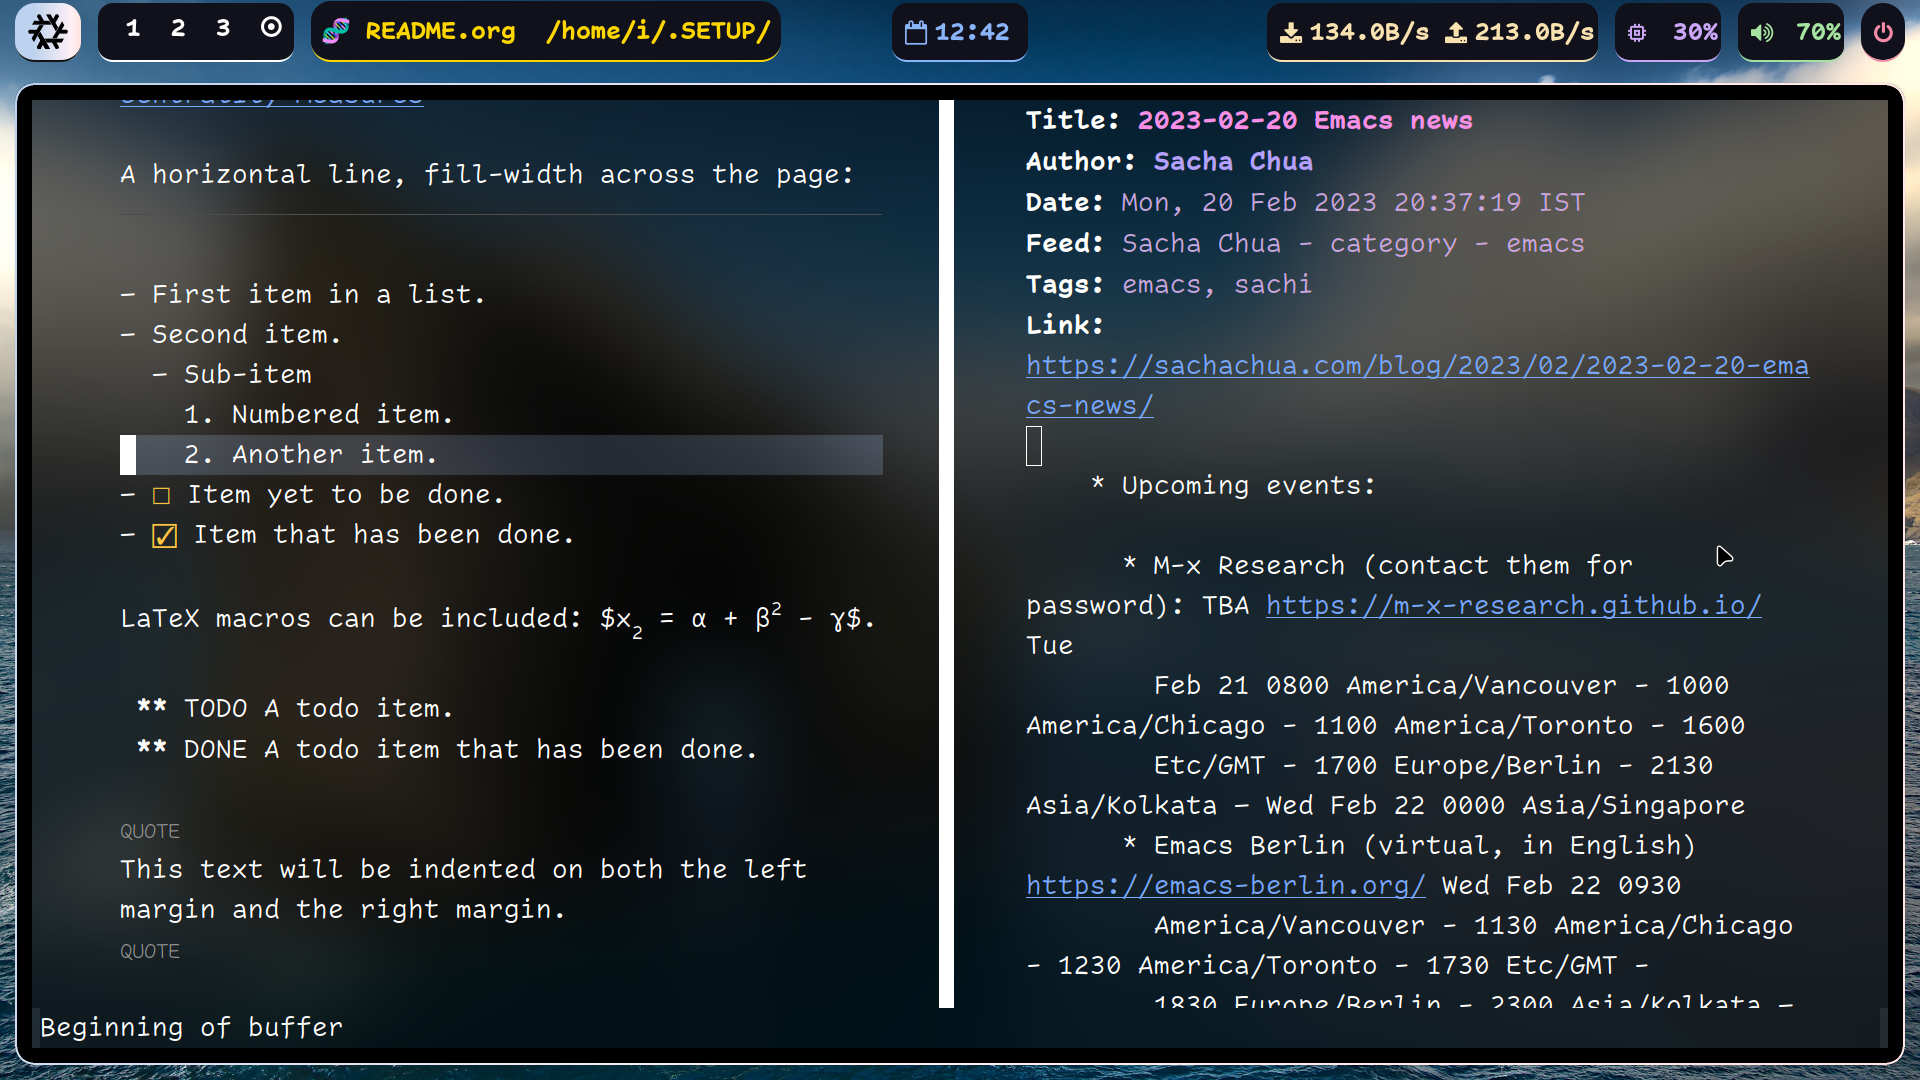 1 2 3
README.org /home/i/.SETUP/
12:42
134.0B/s 213.0B/s
30%
70%
Centrality Measures
A horizontal line, fill-width across the page:
– First item in a list.
– Second item.
– Sub-item
1. Numbered item.
2. Another item.
– □ Item yet to be done.
– ☑ Item that has been done.
LaTeX macros can be included: $x₂ = α + β² – γ$.
** TODO A todo item.
** DONE A todo item that has been done.
QUOTE
This text will be indented on both the left
margin and the right margin.
QUOTE
Title: 2023-02-20 Emacs news
Author: Sacha Chua
Date: Mon, 20 Feb 2023 20:37:19 IST
Feed: Sacha Chua - category - emacs
Tags: emacs, sachi
Link:
https://sachachua.com/blog/2023/02/2023-02-20-ema
cs-news/
* Upcoming events:
* M-x Research (contact them for
password): TBA https://m-x-research.github.io/
Tue
Feb 21 0800 America/Vancouver - 1000
America/Chicago - 1100 America/Toronto - 1600
Etc/GMT - 1700 Europe/Berlin - 2130
Asia/Kolkata – Wed Feb 22 0000 Asia/Singapore
* Emacs Berlin (virtual, in English)
https://emacs-berlin.org/ Wed Feb 22 0930
America/Vancouver - 1130 America/Chicago
- 1230 America/Toronto - 1730 Etc/GMT -
1830 Europe/Berlin - 2300 Asia/Kolkata –
Beginning of buffer